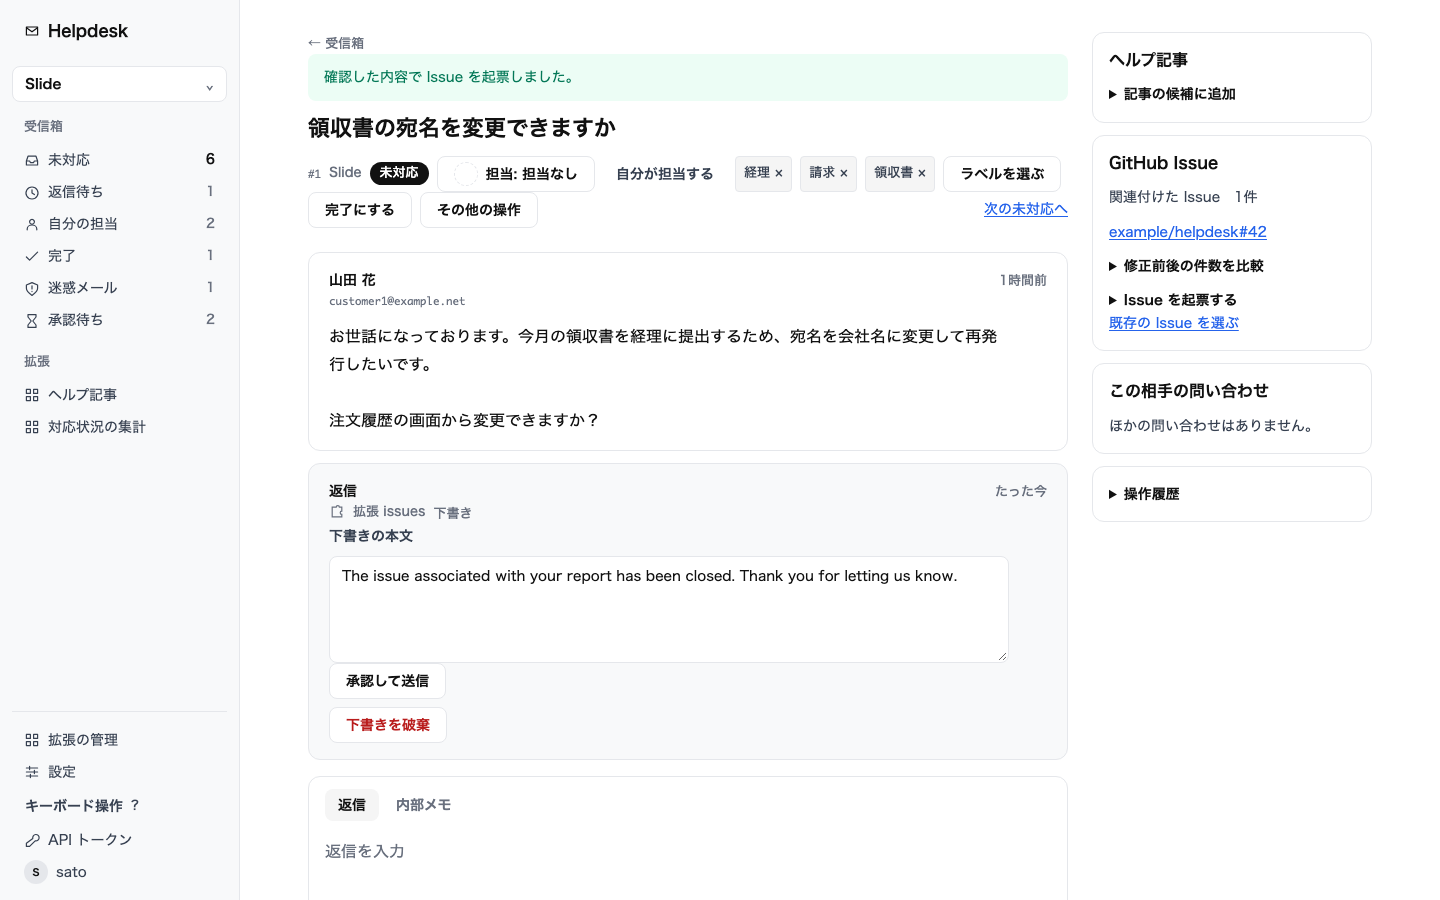 Helpdesk
Slide
受信箱
未対応 6
返信待ち 1
自分の担当 2
完了 1
迷惑メール 1
承認待ち 2
拡張
ヘルプ記事
対応状況の集計
拡張の管理
設定
キーボード操作 ?
API トークン
S sato
← 受信箱
確認した内容で Issue を起票しました。
領収書の宛名を変更できますか
#1 Slide 未対応 担当: 担当なし 自分が担当する 経理 × 請求 × 領収書 × ラベルを選ぶ
完了にする その他の操作 次の未対応へ
山田 花 1時間前
customer1@example.net
お世話になっております。今月の領収書を経理に提出するため、宛名を会社名に変更して再発
行したいです。
注文履歴の画面から変更できますか？
返信 たった今
拡張 issues 下書き
下書きの本文
The issue associated with your report has been closed. Thank you for letting us know.
承認して送信
下書きを破棄
返信 内部メモ
返信を入力
ヘルプ記事
▶ 記事の候補に追加
GitHub Issue
関連付けた Issue 1件
example/helpdesk#42
▶ 修正前後の件数を比較
▶ Issue を起票する
既存の Issue を選ぶ
この相手の問い合わせ
ほかの問い合わせはありません。
▶ 操作履歴